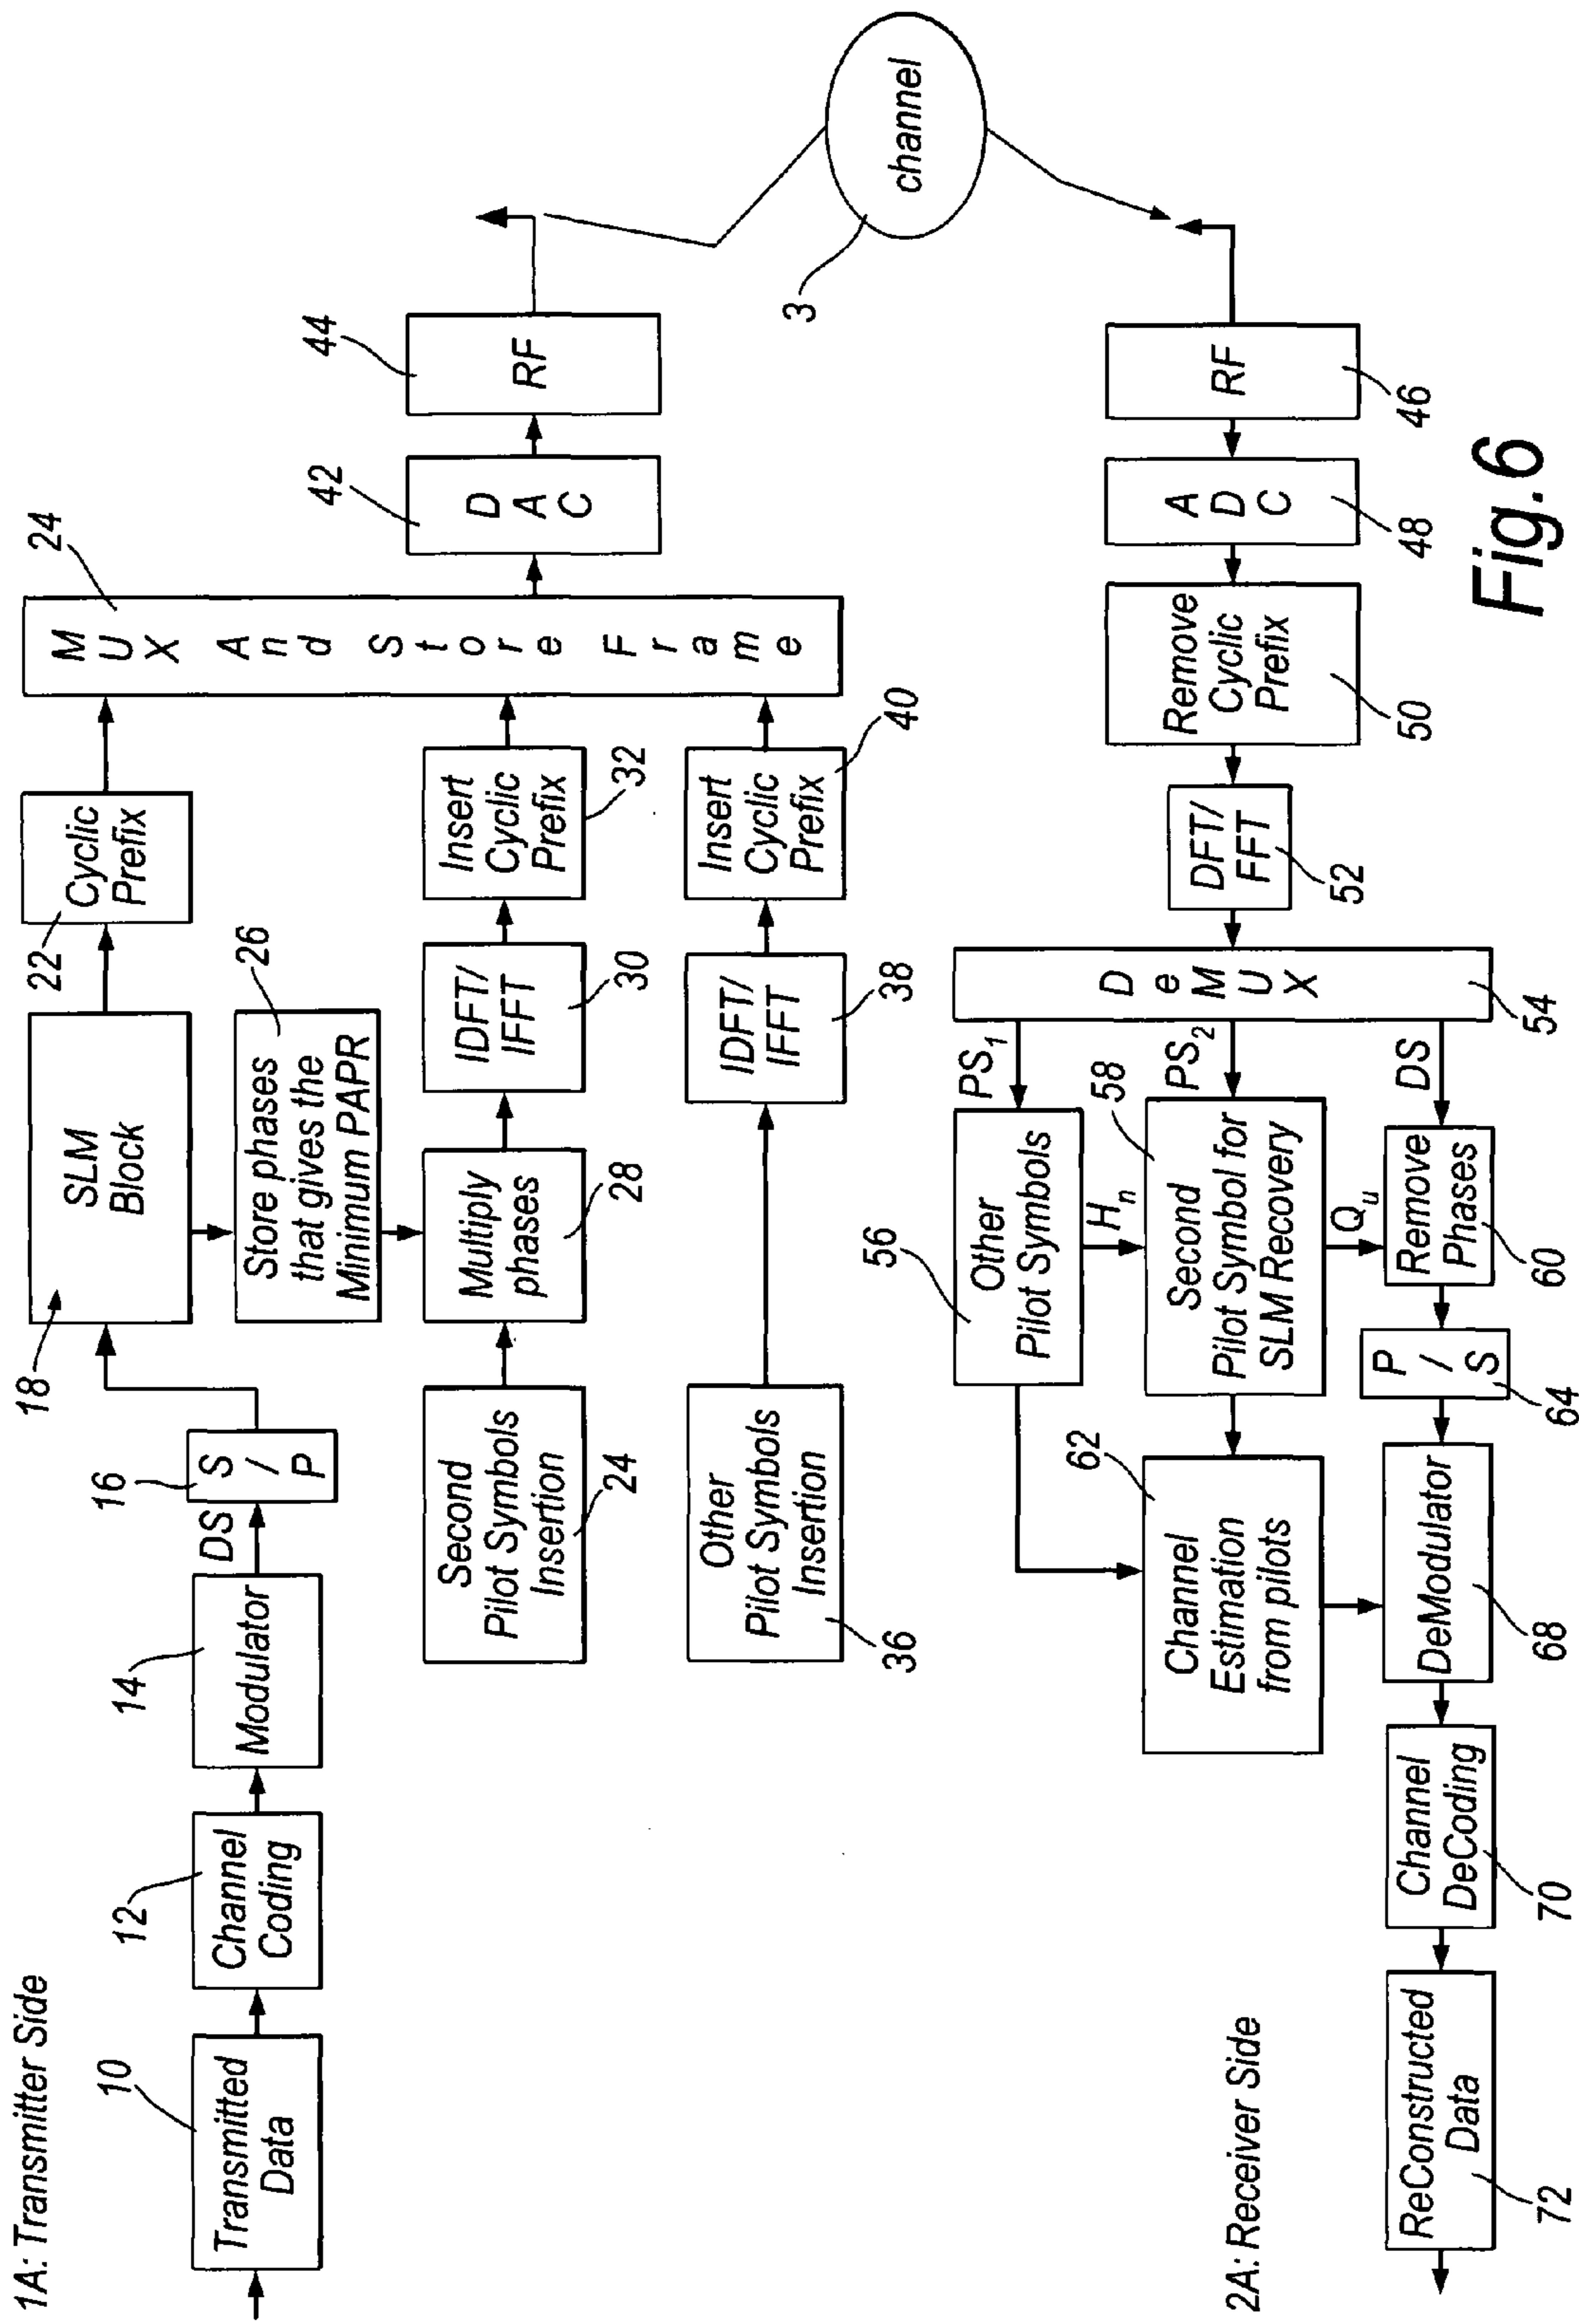 1A: Transmitter Side
10
Transmitted
Data
12
Channel
Coding
14
Modulator
DS
16
S
/
P
18
SLM
Block
22
Cyclic
Prefix
26
Store phases
that gives the
Minimum PAPR
Second
Pilot Symbols
Insertion
24
Multiply
phases
28
IDFT/
IFFT
30
Insert
Cyclic
Prefix
32
Other
Pilot Symbols
Insertion
36
IDFT/
IFFT
38
Insert
Cyclic
Prefix
40
24
MUX And Store Frame
42
D
A
C
44
RF
channel
3
2A: Receiver Side
RF
46
A
D
C
48
Remove
Cyclic
Prefix
50
DFT/
FFT
52
D
e
M
U
X
54
PS1
PS2
DS
56
Other
Pilot Symbols
Hn
58
Second
Pilot Symbol for
SLM Recovery
Qu
Remove
Phases
60
62
Channel
Estimation
from pilots
P
/
S
64
DeModulator
68
Channel
DeCoding
70
ReConstructed
Data
72
Fig.6